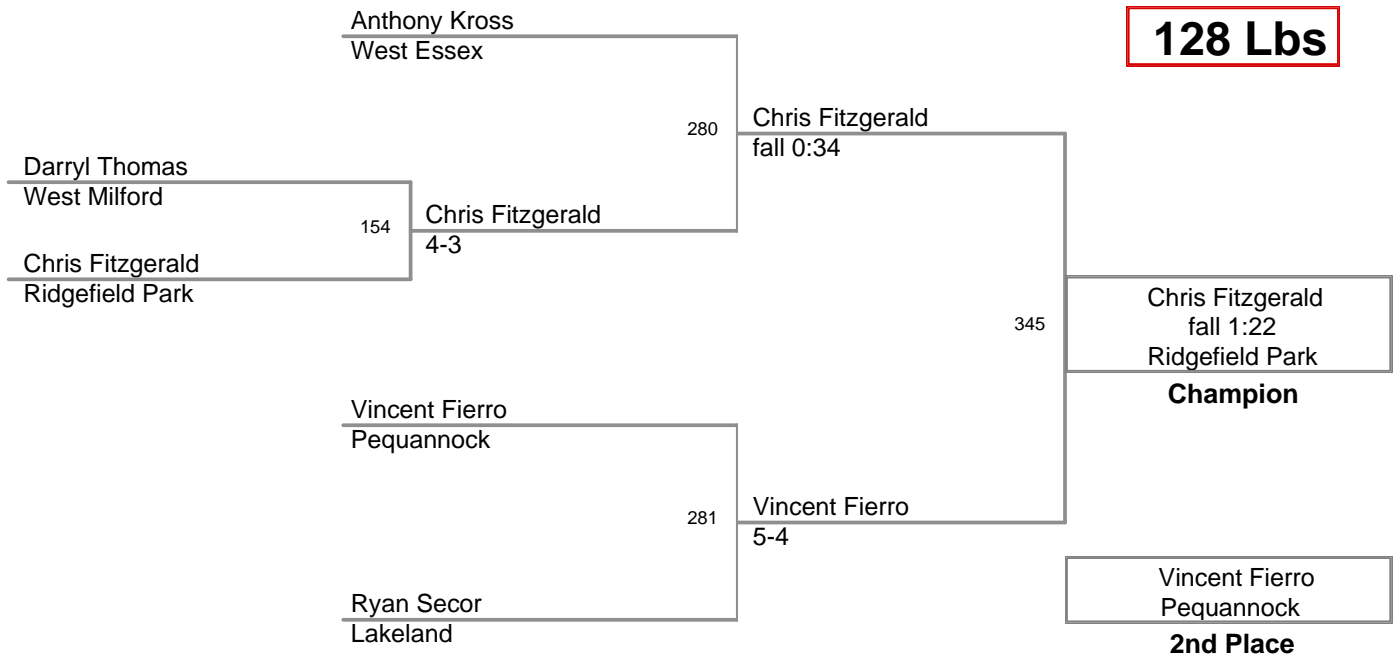 Anthony Kross
West Essex
128 Lbs
280
Chris Fitzgerald
fall 0:34
Darryl Thomas
West Milford
154
Chris Fitzgerald
4-3
Chris Fitzgerald
Ridgefield Park
345
Chris Fitzgerald
fall 1:22
Ridgefield Park
Champion
Vincent Fierro
Pequannock
281
Vincent Fierro
5-4
Ryan Secor
Lakeland
Vincent Fierro
Pequannock
2nd Place